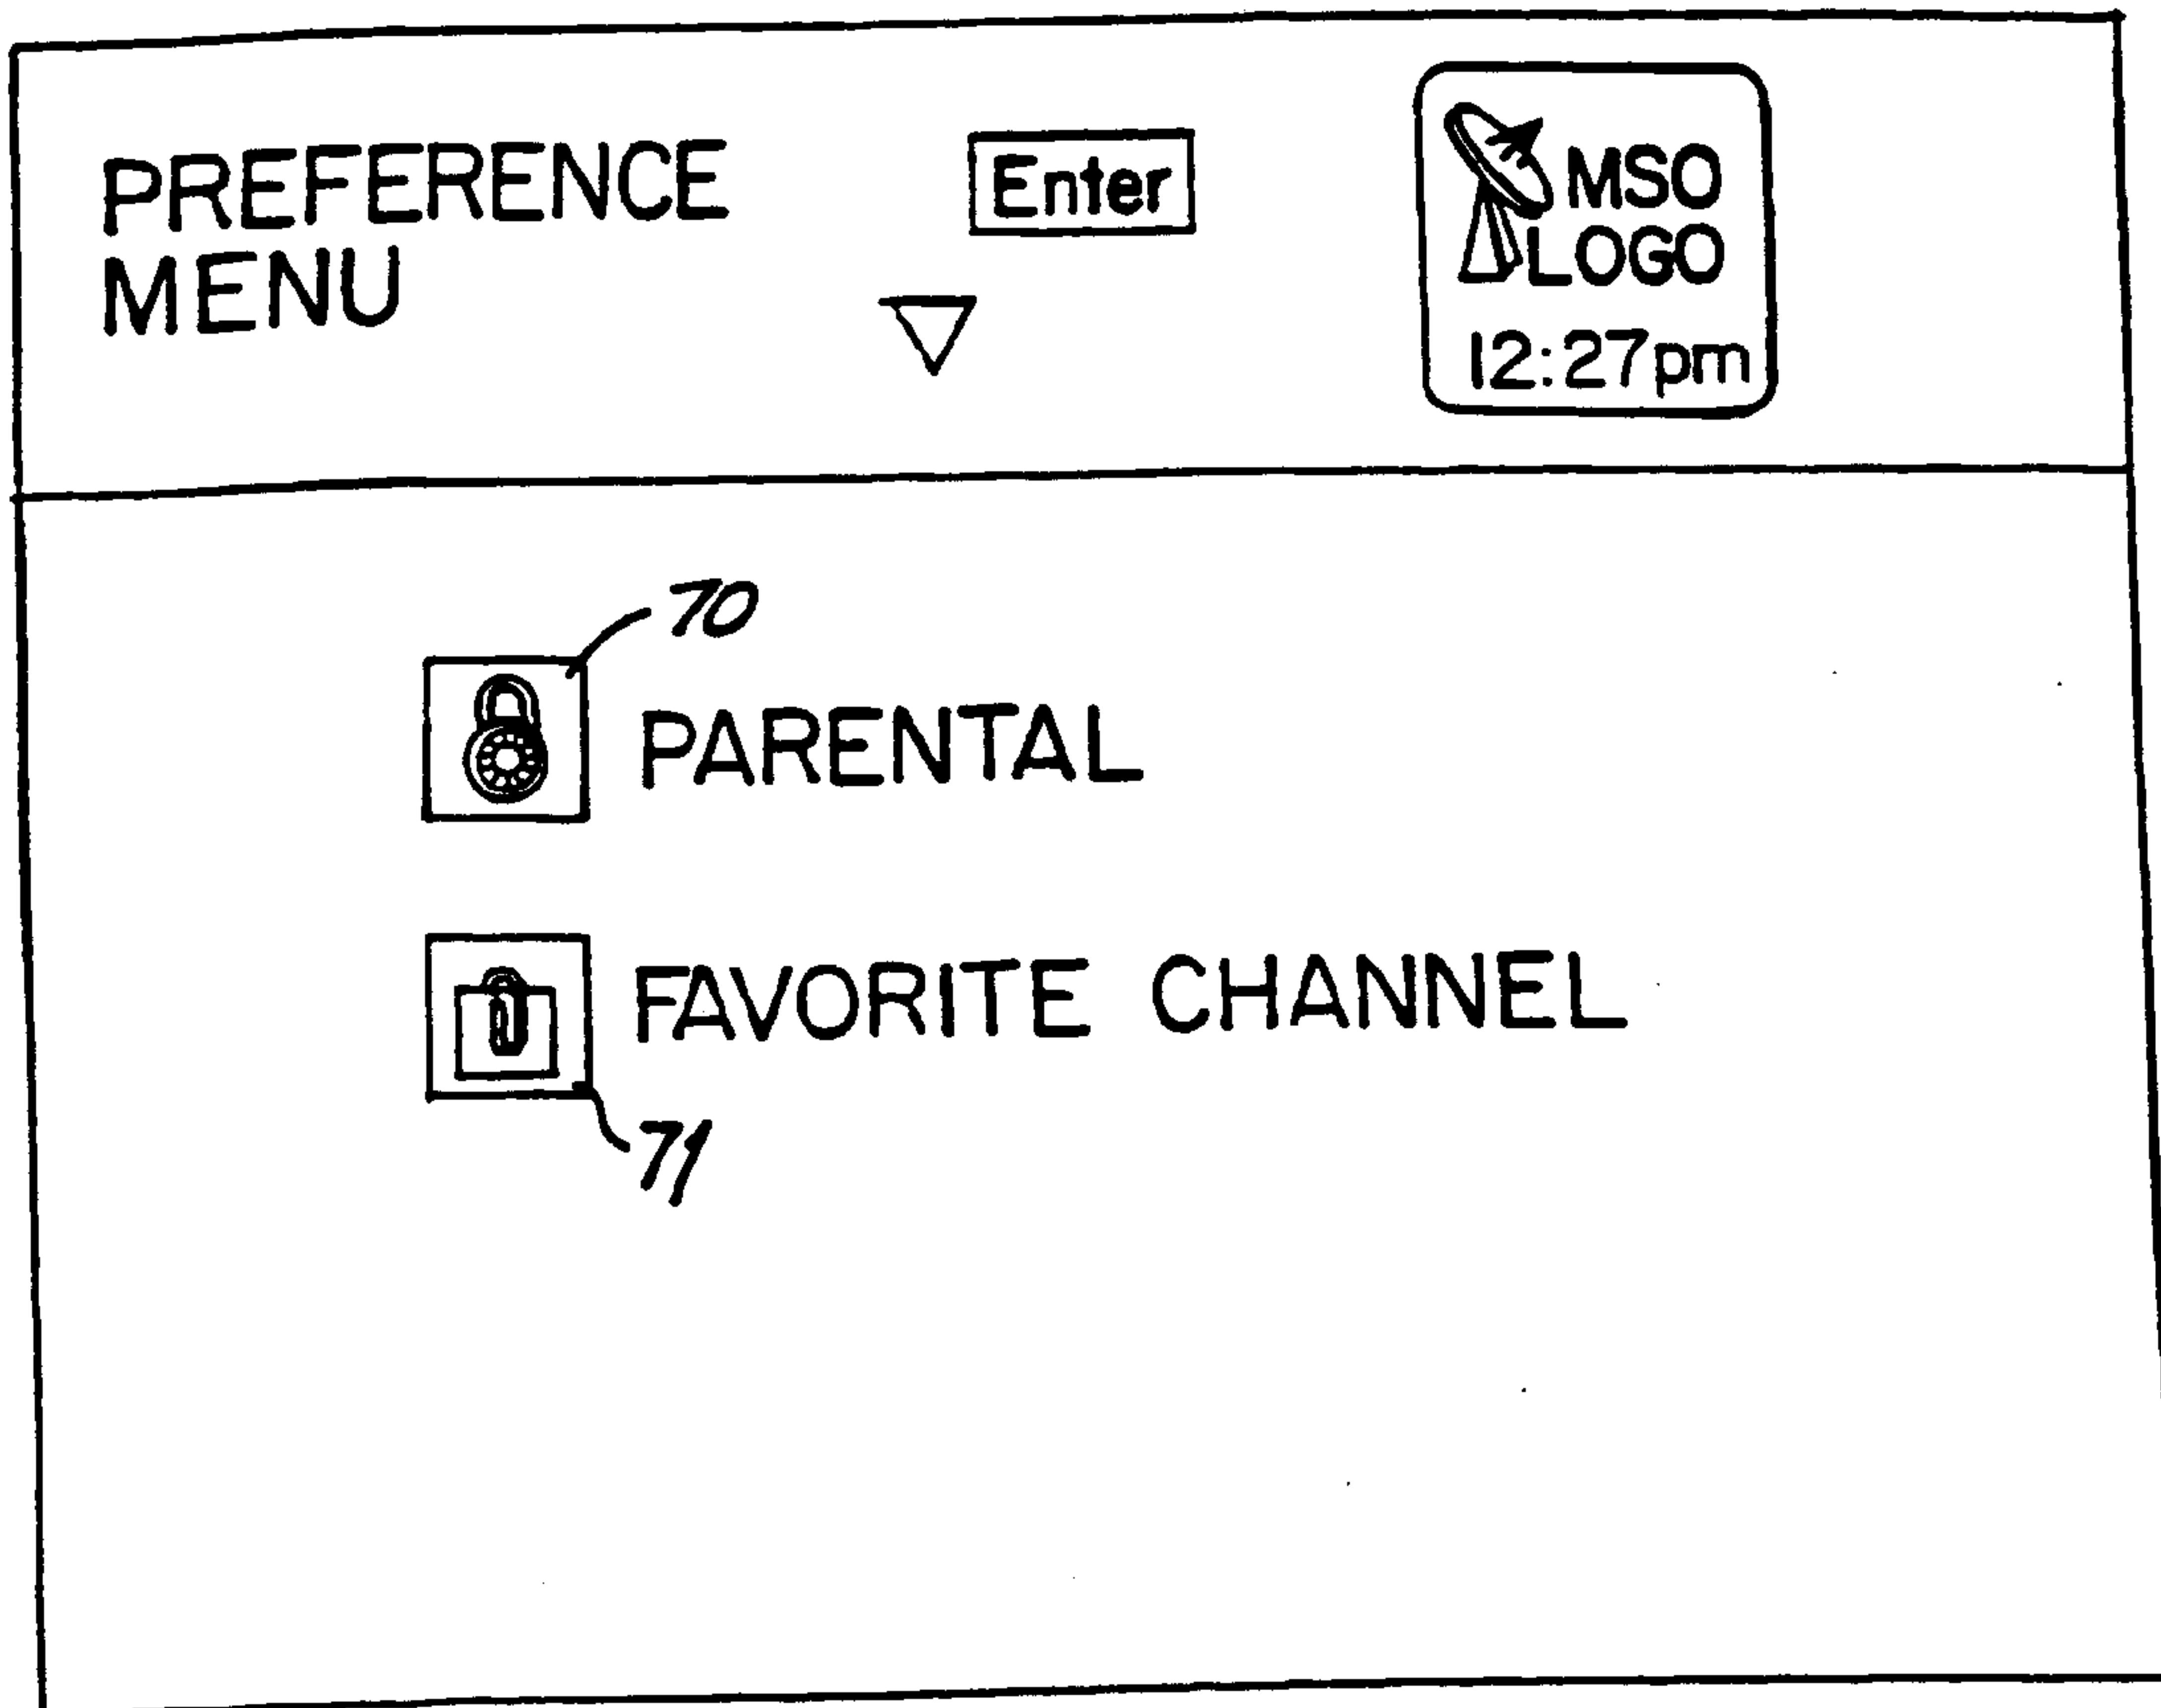 PREFERENCE
MENU
Enter
MSO
LOGO
12:27pm
70
PARENTAL
FAVORITE CHANNEL
71